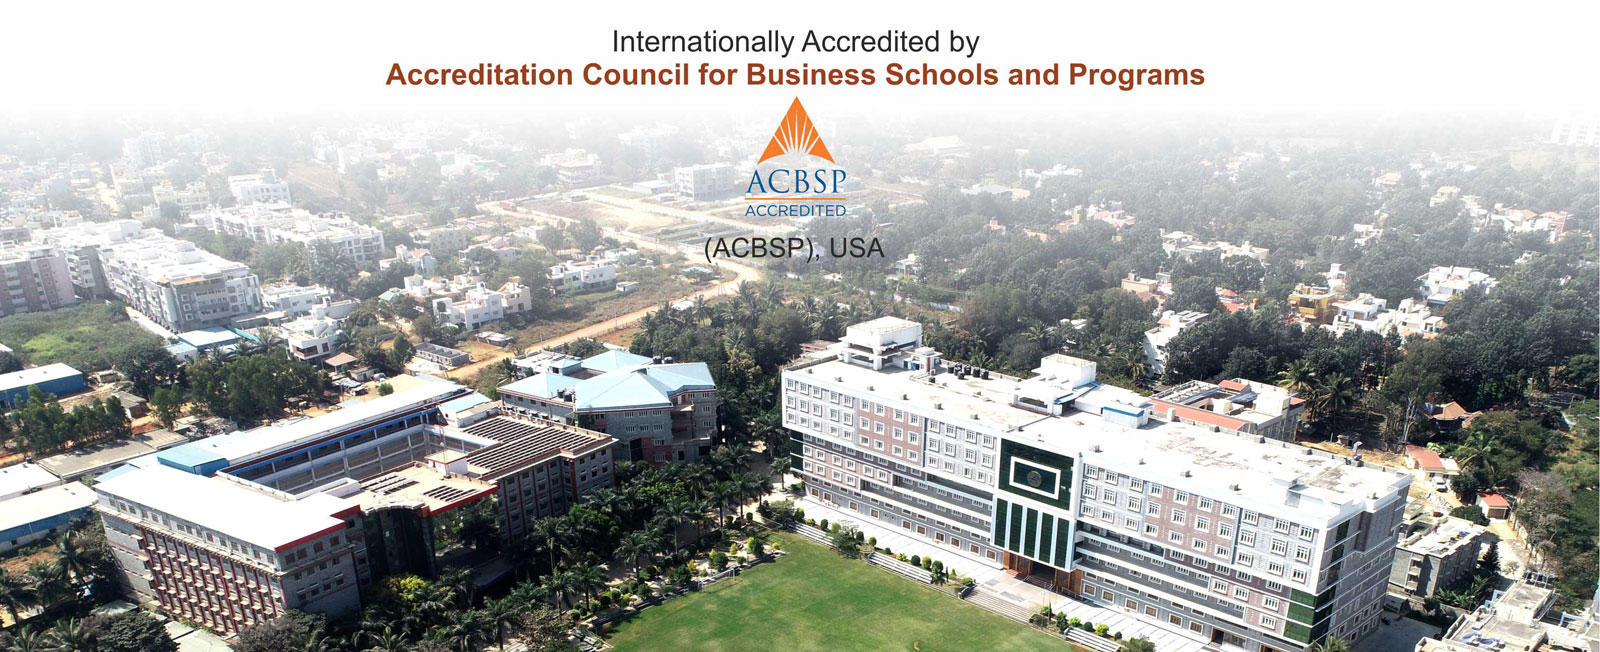 Internationally Accredited by
Accreditation Council for Business Schools and Programs
ACBSP
ACCREDITED
(ACBSP), USA